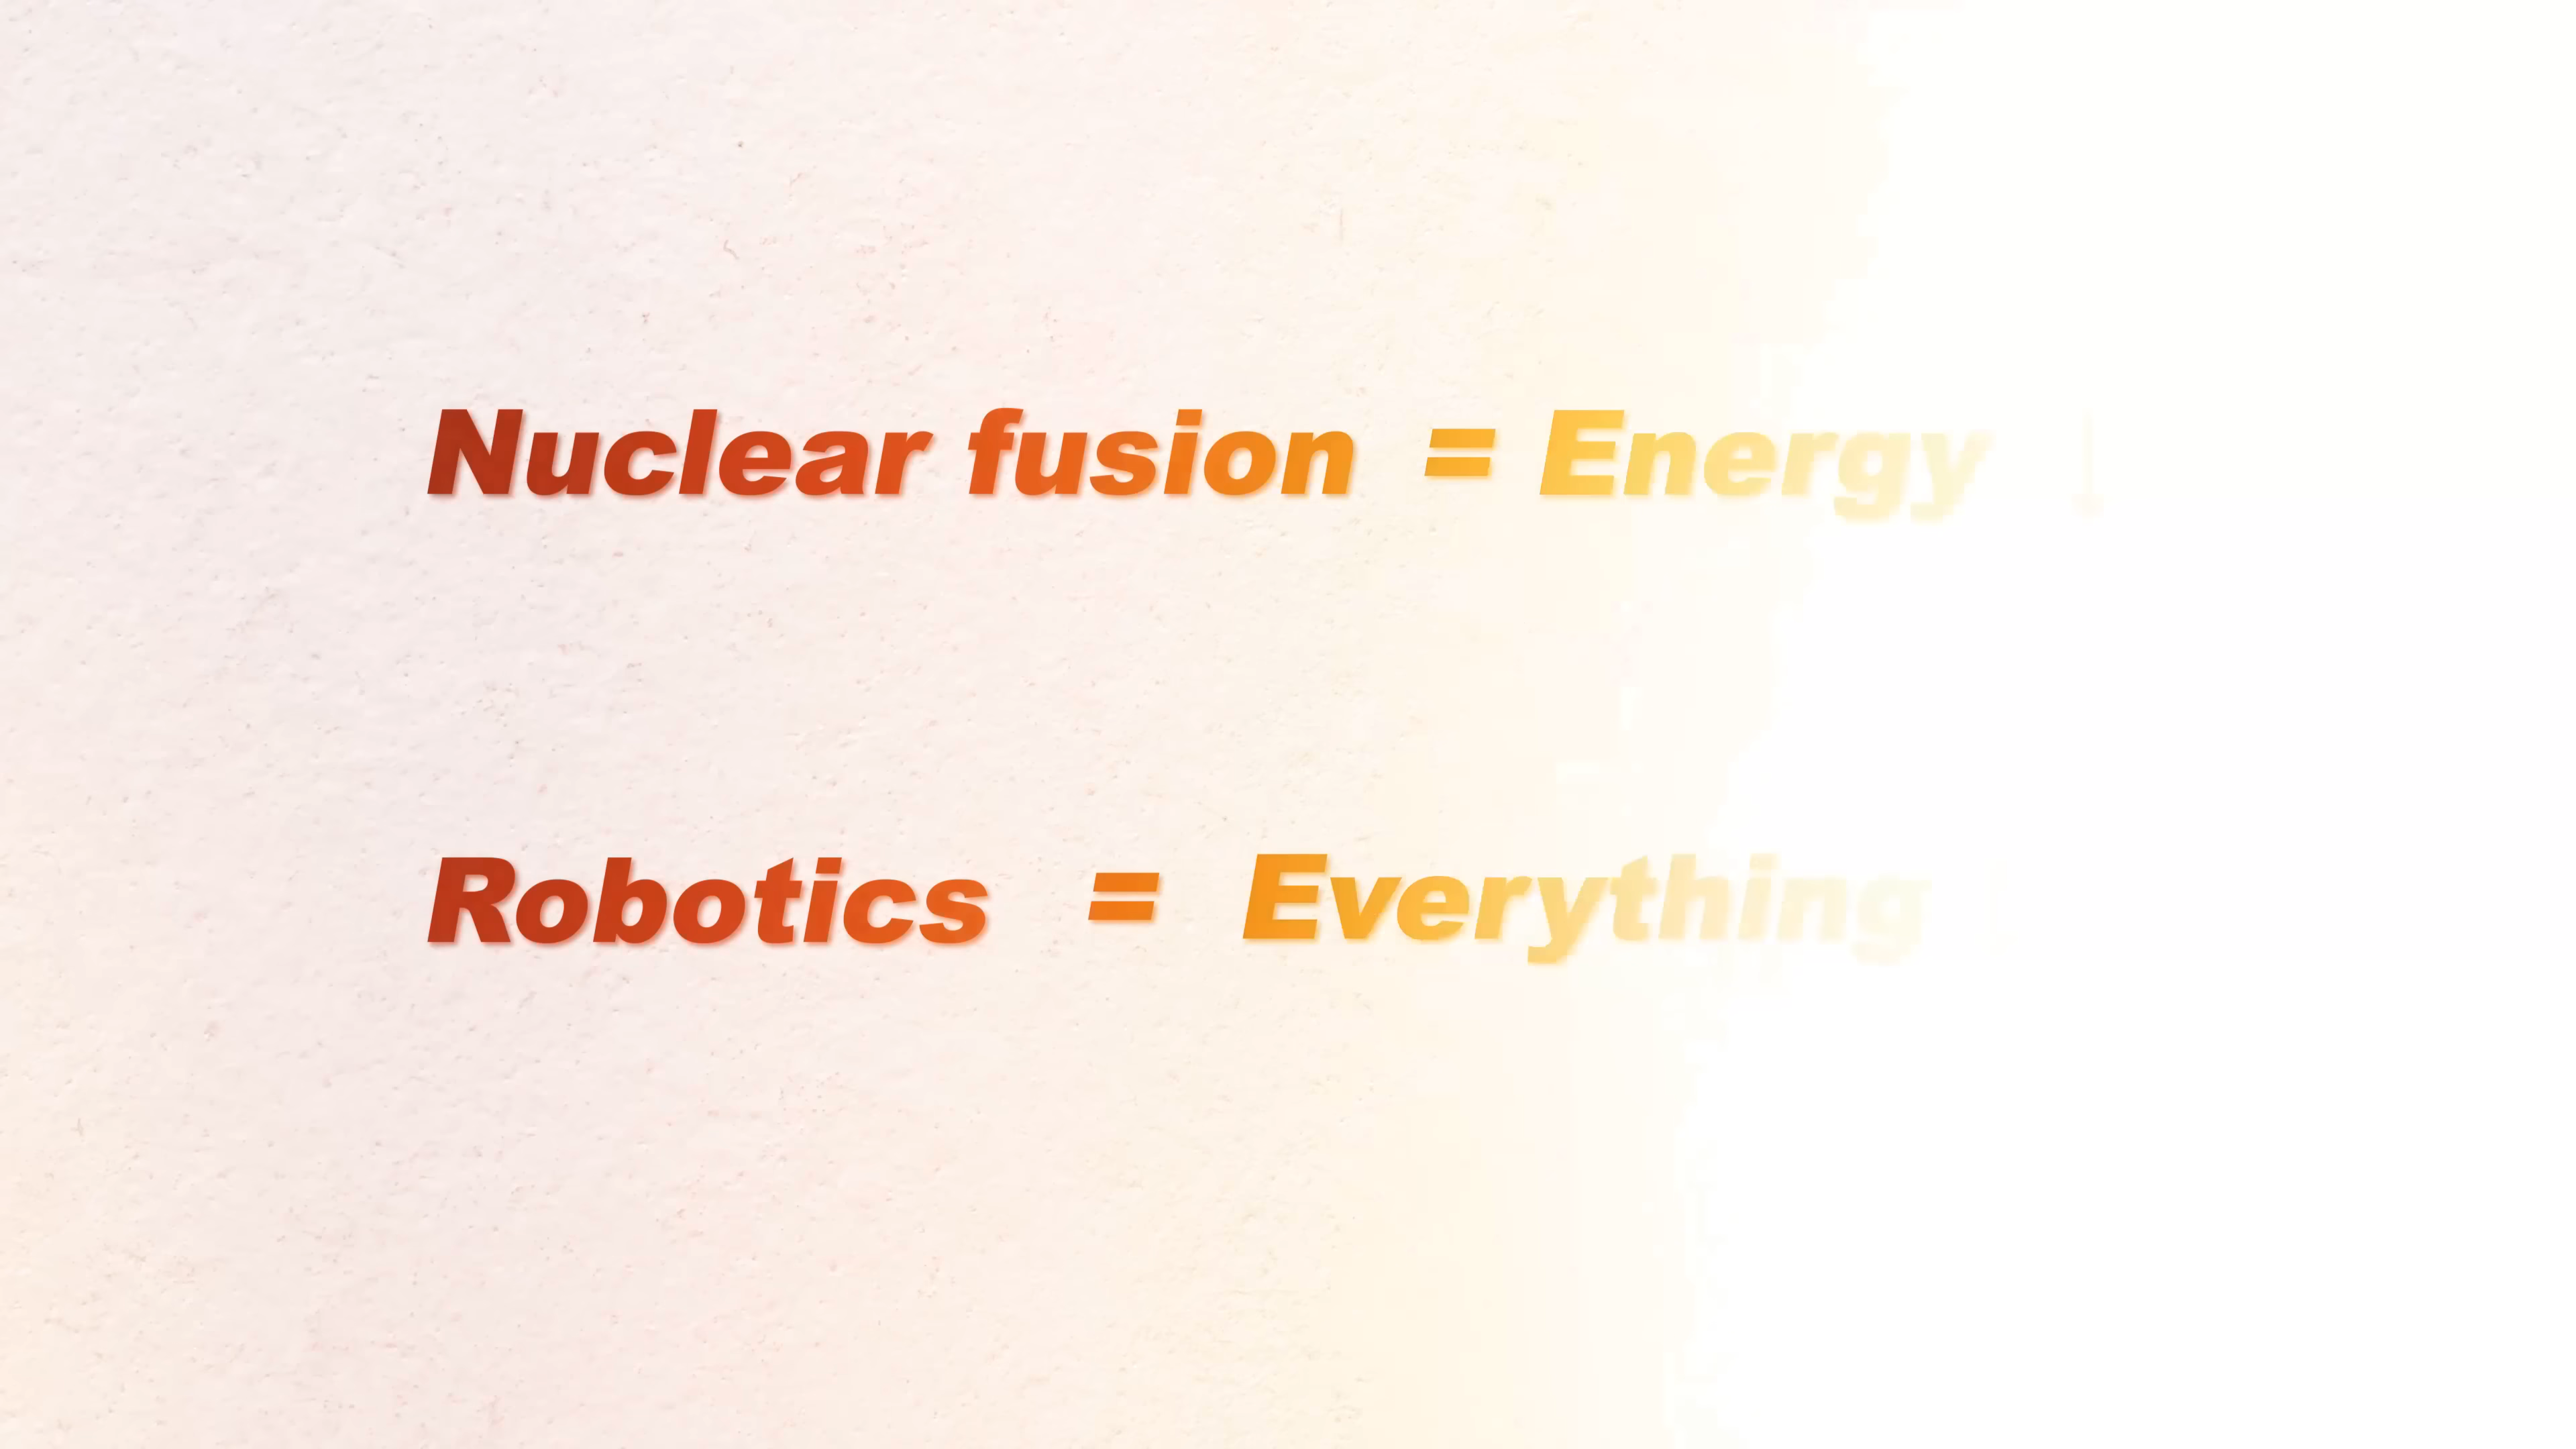 Nuclear fusion = Energy ↓
Robotics = Everything